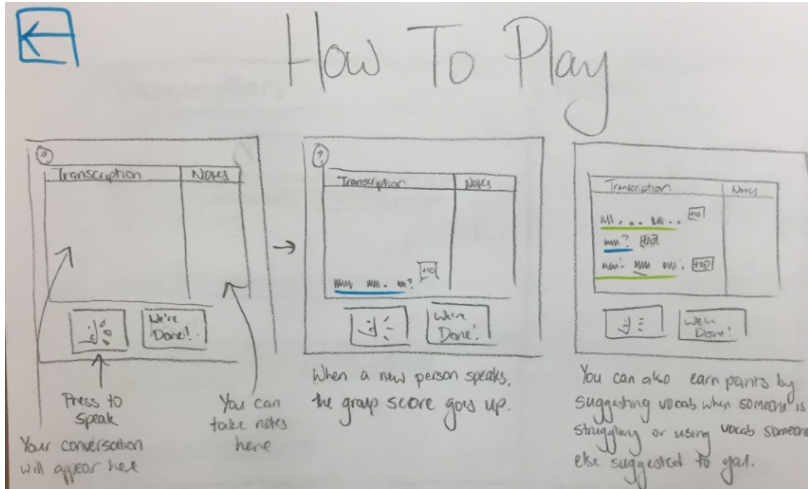 How To Play
Transcription Notes
We're
Done!
Press to
speak
Your conversation
will appear here
You can
take notes
here
Transcription Notes
+10
We're
Done!
When a new person speaks,
the group score goes up.
Transcription Notes
+10
We're
Done!
You can also earn points by
suggesting vocab when someone is
struggling or using vocab someone
else suggested to you.